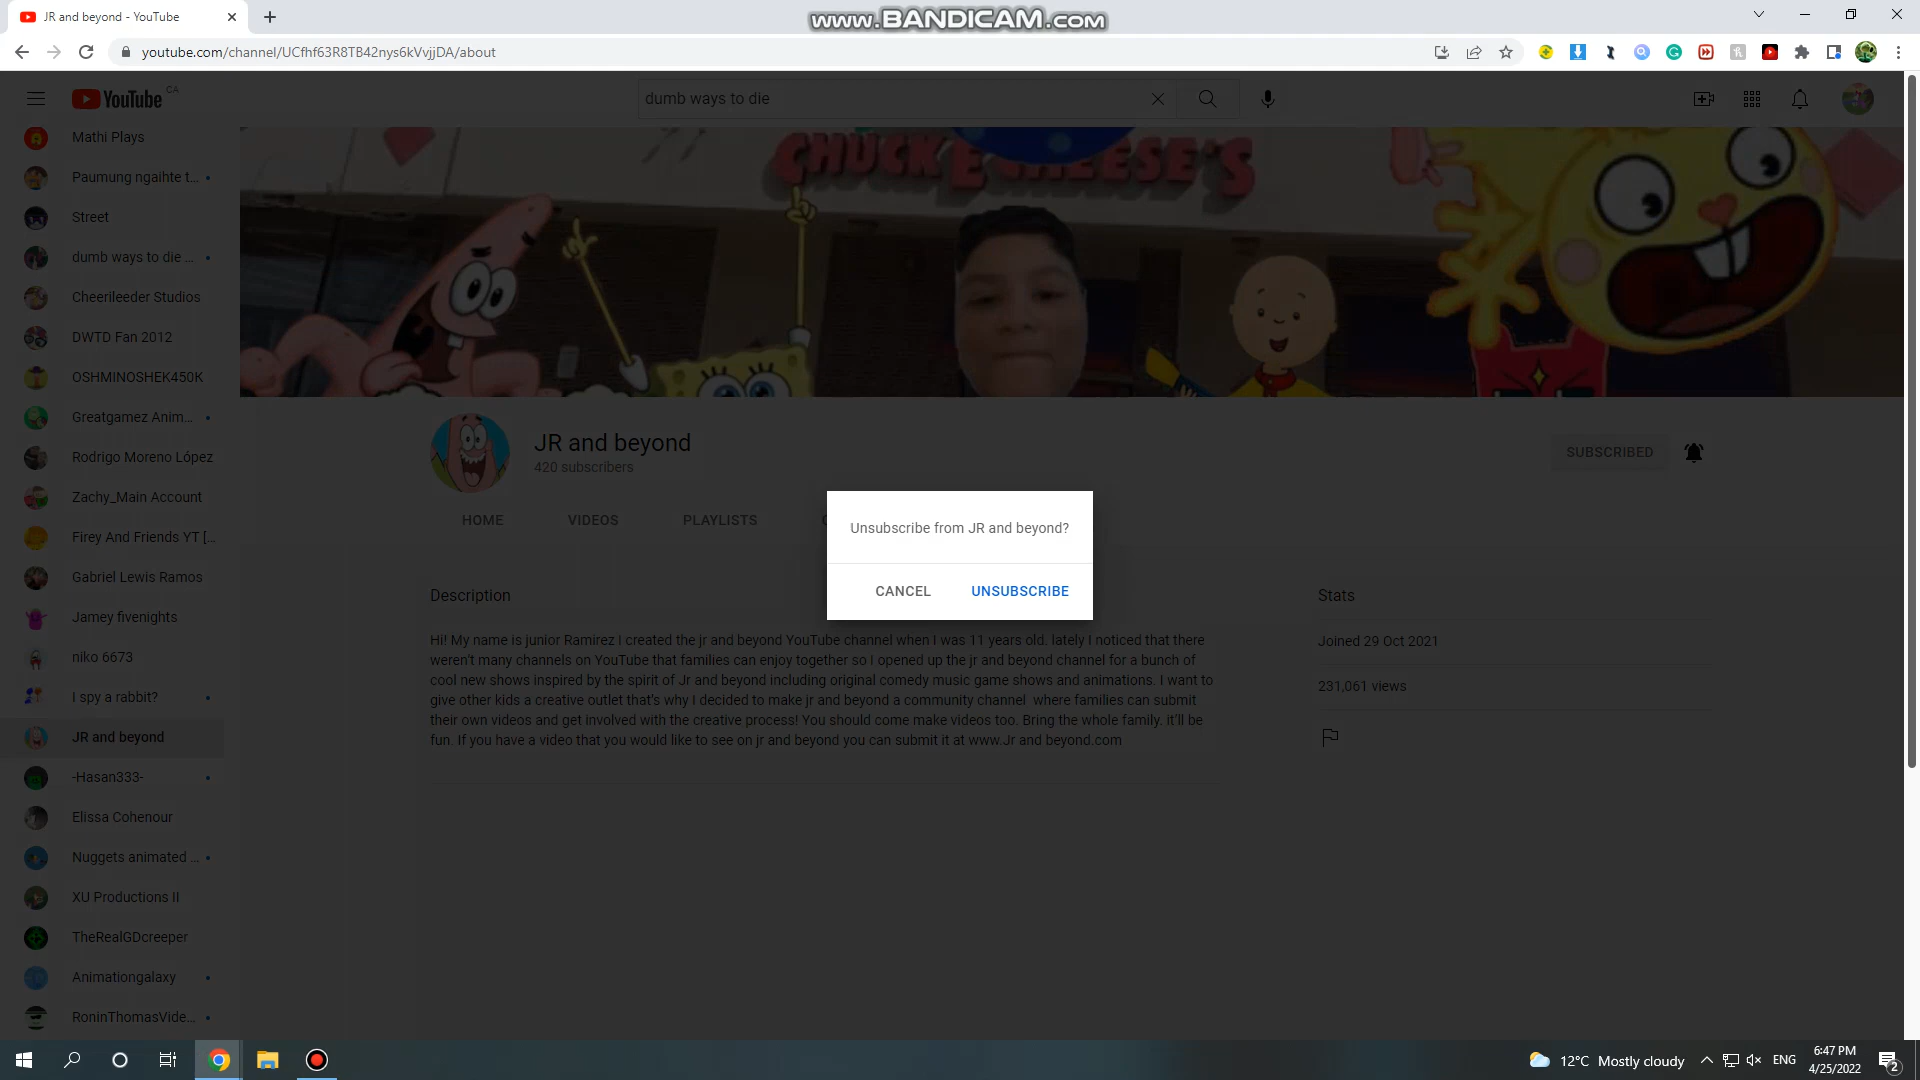 JR and beyond - YouTube
www.BANDICAM.com
youtube.com/channel/UCfhf63R8TB42nys6kVvjjDA/about
YouTube CA
dumb ways to die
Mathi Plays
Paumung ngaihte t...
Street
dumb ways to die ...
Cheerileeder Studios
DWTD Fan 2012
OSHMINOSHEK450K
Greatgamez Anim...
Rodrigo Moreno López
Zachy_Main Account
Firey And Friends YT [...
Gabriel Lewis Ramos
Jamey fivenights
niko 6673
I spy a rabbit?
JR and beyond
-Hasan333-
Elissa Cohenour
Nuggets animated ...
XU Productions II
TheRealGDcreeper
Animationgalaxy
RoninThomasVide...
CHUCK E CHEESE'S
JR and beyond
420 subscribers
SUBSCRIBED
HOME VIDEOS PLAYLISTS
Unsubscribe from JR and beyond?
CANCEL UNSUBSCRIBE
Description
Hi! My name is junior Ramirez I created the jr and beyond YouTube channel when I was 11 years old. lately I noticed that there
weren't many channels on YouTube that families can enjoy together so I opened up the jr and beyond channel for a bunch of
cool new shows inspired by the spirit of Jr and beyond including original comedy music game shows and animations. I want to
give other kids a creative outlet that's why I decided to make jr and beyond a community channel where families can submit
their own videos and get involved with the creative process! You should come make videos too. Bring the whole family. it'll be
fun. If you have a video that you would like to see on jr and beyond you can submit it at www.Jr and beyond.com
Stats
Joined 29 Oct 2021
231,061 views
12°C Mostly cloudy
ENG
6:47 PM
4/25/2022
2